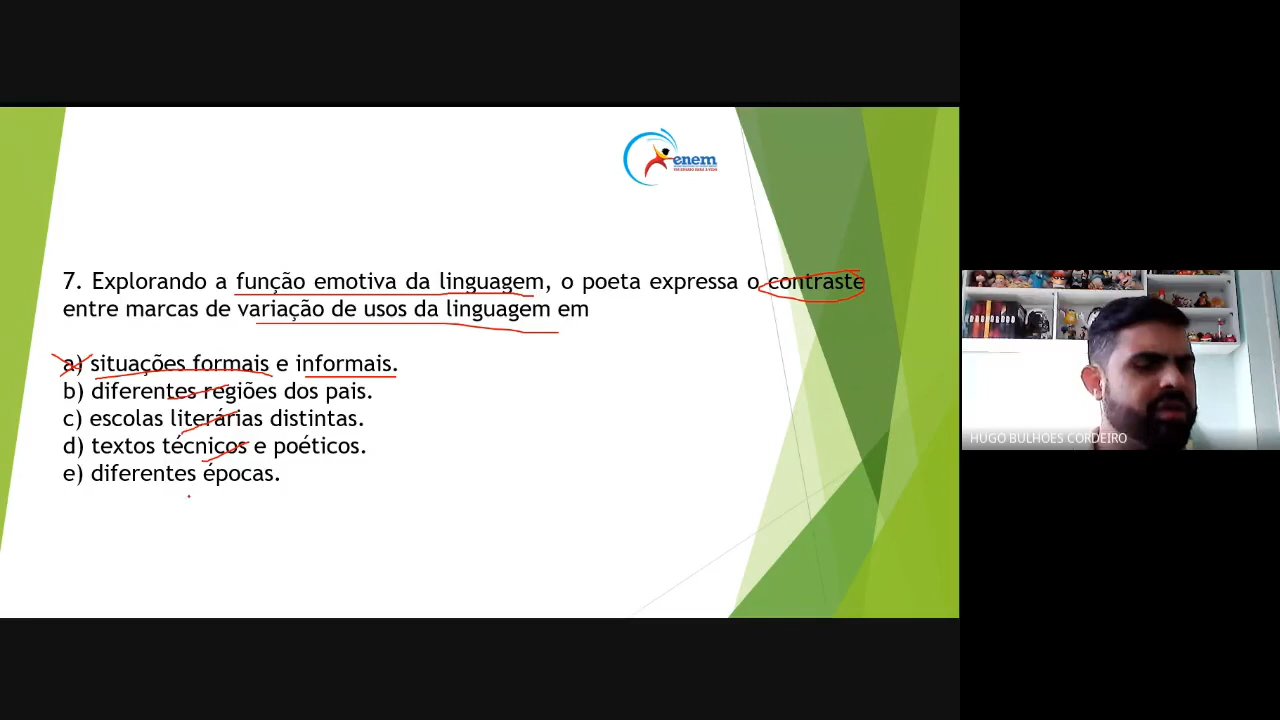 enem
7. Explorando a função emotiva da linguagem, o poeta expressa o contraste
entre marcas de variação de usos da linguagem em
a) situações formais e informais.
b) diferentes regiões dos pais.
c) escolas literárias distintas.
d) textos técnicos e poéticos.
e) diferentes épocas.
HUGO BULHÕES CORDEIRO